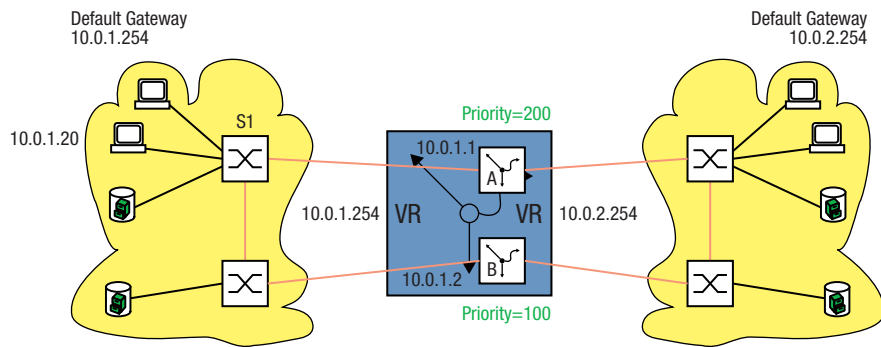 Default Gateway
10.0.1.254
Default Gateway
10.0.2.254
S1
Priority=200
10.0.1.20
10.0.1.1
A
10.0.1.254
VR
VR
10.0.2.254
B
10.0.1.2
Priority=100